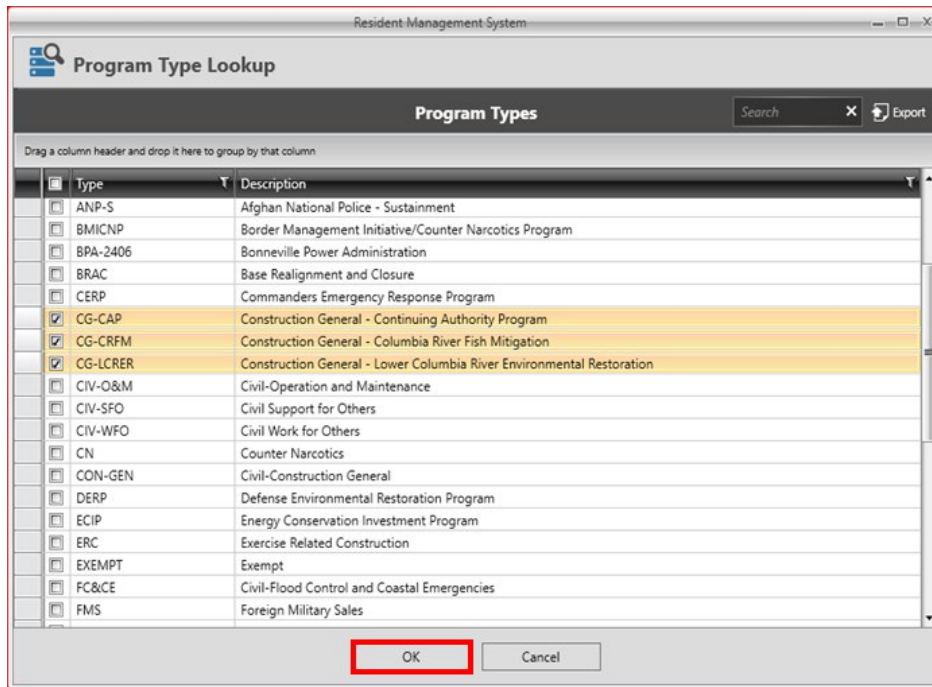 Resident Management System
Program Type Lookup
Program Types
Search
Export
Drag a column header and drop it here to group by that column
Type Description
ANP-S Afghan National Police - Sustainment
BMICNP Border Management Initiative/Counter Narcotics Program
BPA-2406 Bonneville Power Administration
BRAC Base Realignment and Closure
CERP Commanders Emergency Response Program
CG-CAP Construction General - Continuing Authority Program
CG-CRFM Construction General - Columbia River Fish Mitigation
CG-LCRER Construction General - Lower Columbia River Environmental Restoration
CIV-O&M Civil-Operation and Maintenance
CIV-SFO Civil Support for Others
CIV-WFO Civil Work for Others
CN Counter Narcotics
CON-GEN Civil-Construction General
DERP Defense Environmental Restoration Program
ECIP Energy Conservation Investment Program
ERC Exercise Related Construction
EXEMPT Exempt
FC&CE Civil-Flood Control and Coastal Emergencies
FMS Foreign Military Sales
OK Cancel